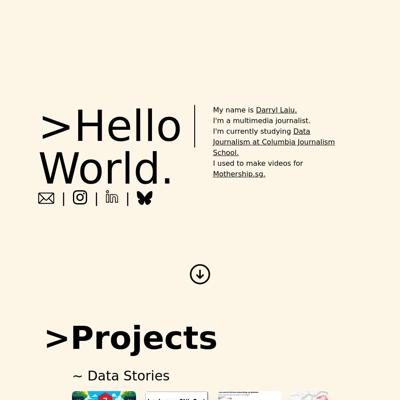 >Hello
World.
My name is Darryl Laiu.
I'm a multimedia journalist.
I'm currently studying Data
Journalism at Columbia Journalism
School.
I used to make videos for
Mothership.sg.
| | |
>Projects
~ Data Stories